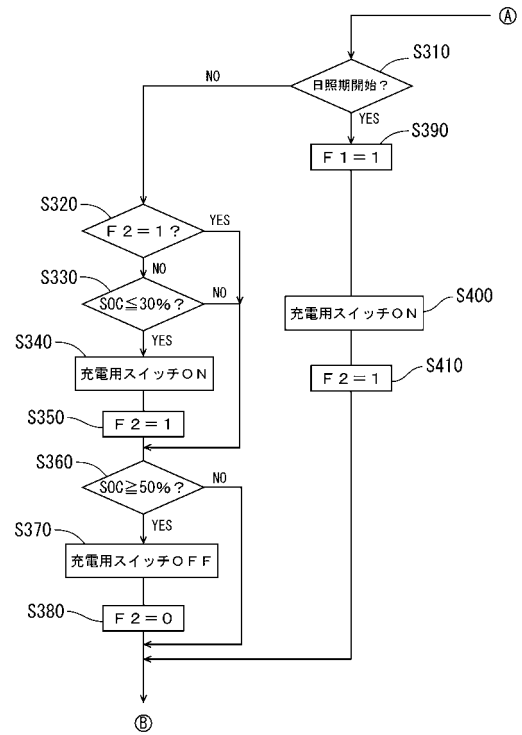 Ⓐ
S310
日照期開始？
NO
YES
S390
Ｆ１＝１
S320
Ｆ２＝１？
YES
NO
S330
SOC≦30％？
NO
YES
S400
充電用スイッチＯＮ
S340
充電用スイッチＯＮ
S410
Ｆ２＝１
S350
Ｆ２＝１
S360
SOC≧50％？
NO
YES
S370
充電用スイッチＯＦＦ
S380
Ｆ２＝０
Ⓑ